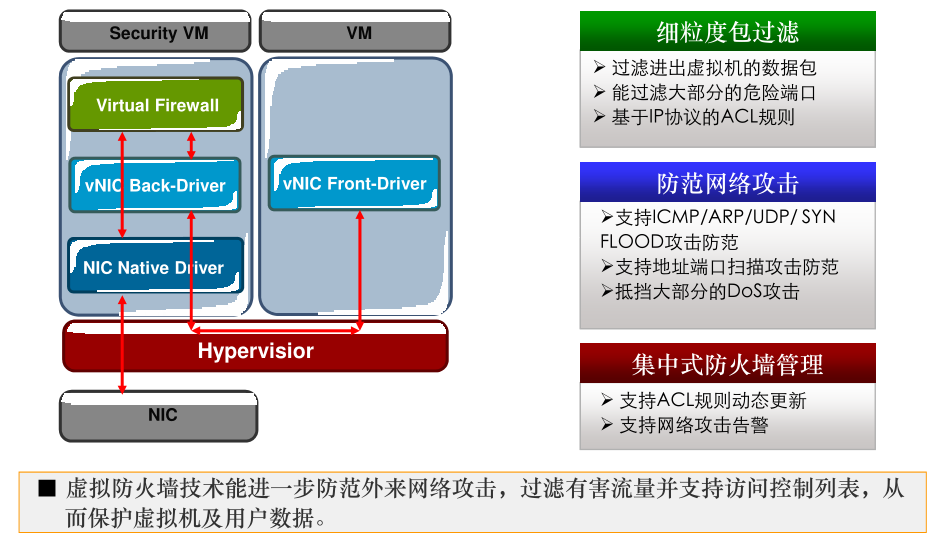 Security VM
VM
Virtual Firewall
vNIC Back-Driver
vNIC Front-Driver
NIC Native Driver
Hypervisior
NIC
细粒度包过滤
➢ 过滤进出虚拟机的数据包
➢ 能过滤大部分的危险端口
➢ 基于IP协议的ACL规则
防范网络攻击
➢支持ICMP/ARP/UDP/ SYN
FLOOD攻击防范
➢支持地址端口扫描攻击防范
➢抵挡大部分的DoS攻击
集中式防火墙管理
➢ 支持ACL规则动态更新
➢ 支持网络攻击告警
■ 虚拟防火墙技术能进一步防范外来网络攻击，过滤有害流量并支持访问控制列表，从
而保护虚拟机及用户数据。